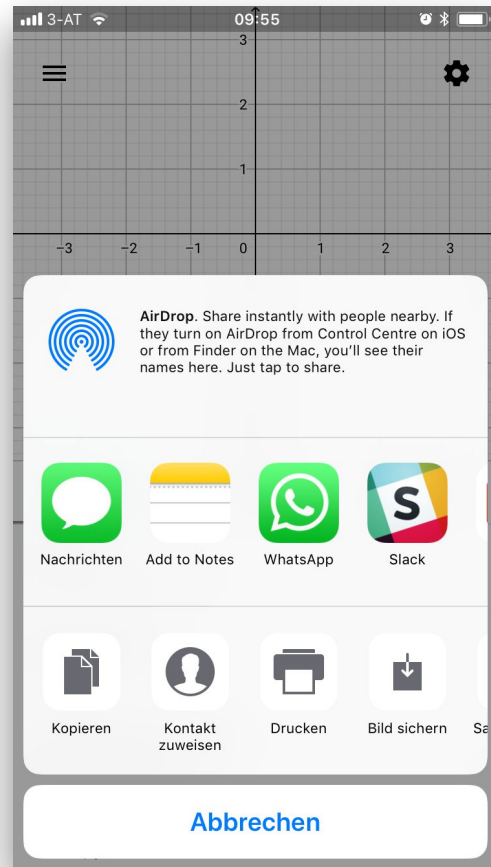 3-AT 09:55
3
2
1
-3 -2 -1 0 1 2 3
AirDrop. Share instantly with people nearby. If
they turn on AirDrop from Control Centre on iOS
or from Finder on the Mac, you'll see their
names here. Just tap to share.
S
Nachrichten Add to Notes WhatsApp Slack
Kopieren Kontakt Drucken Bild sichern Sa
zuweisen
Abbrechen